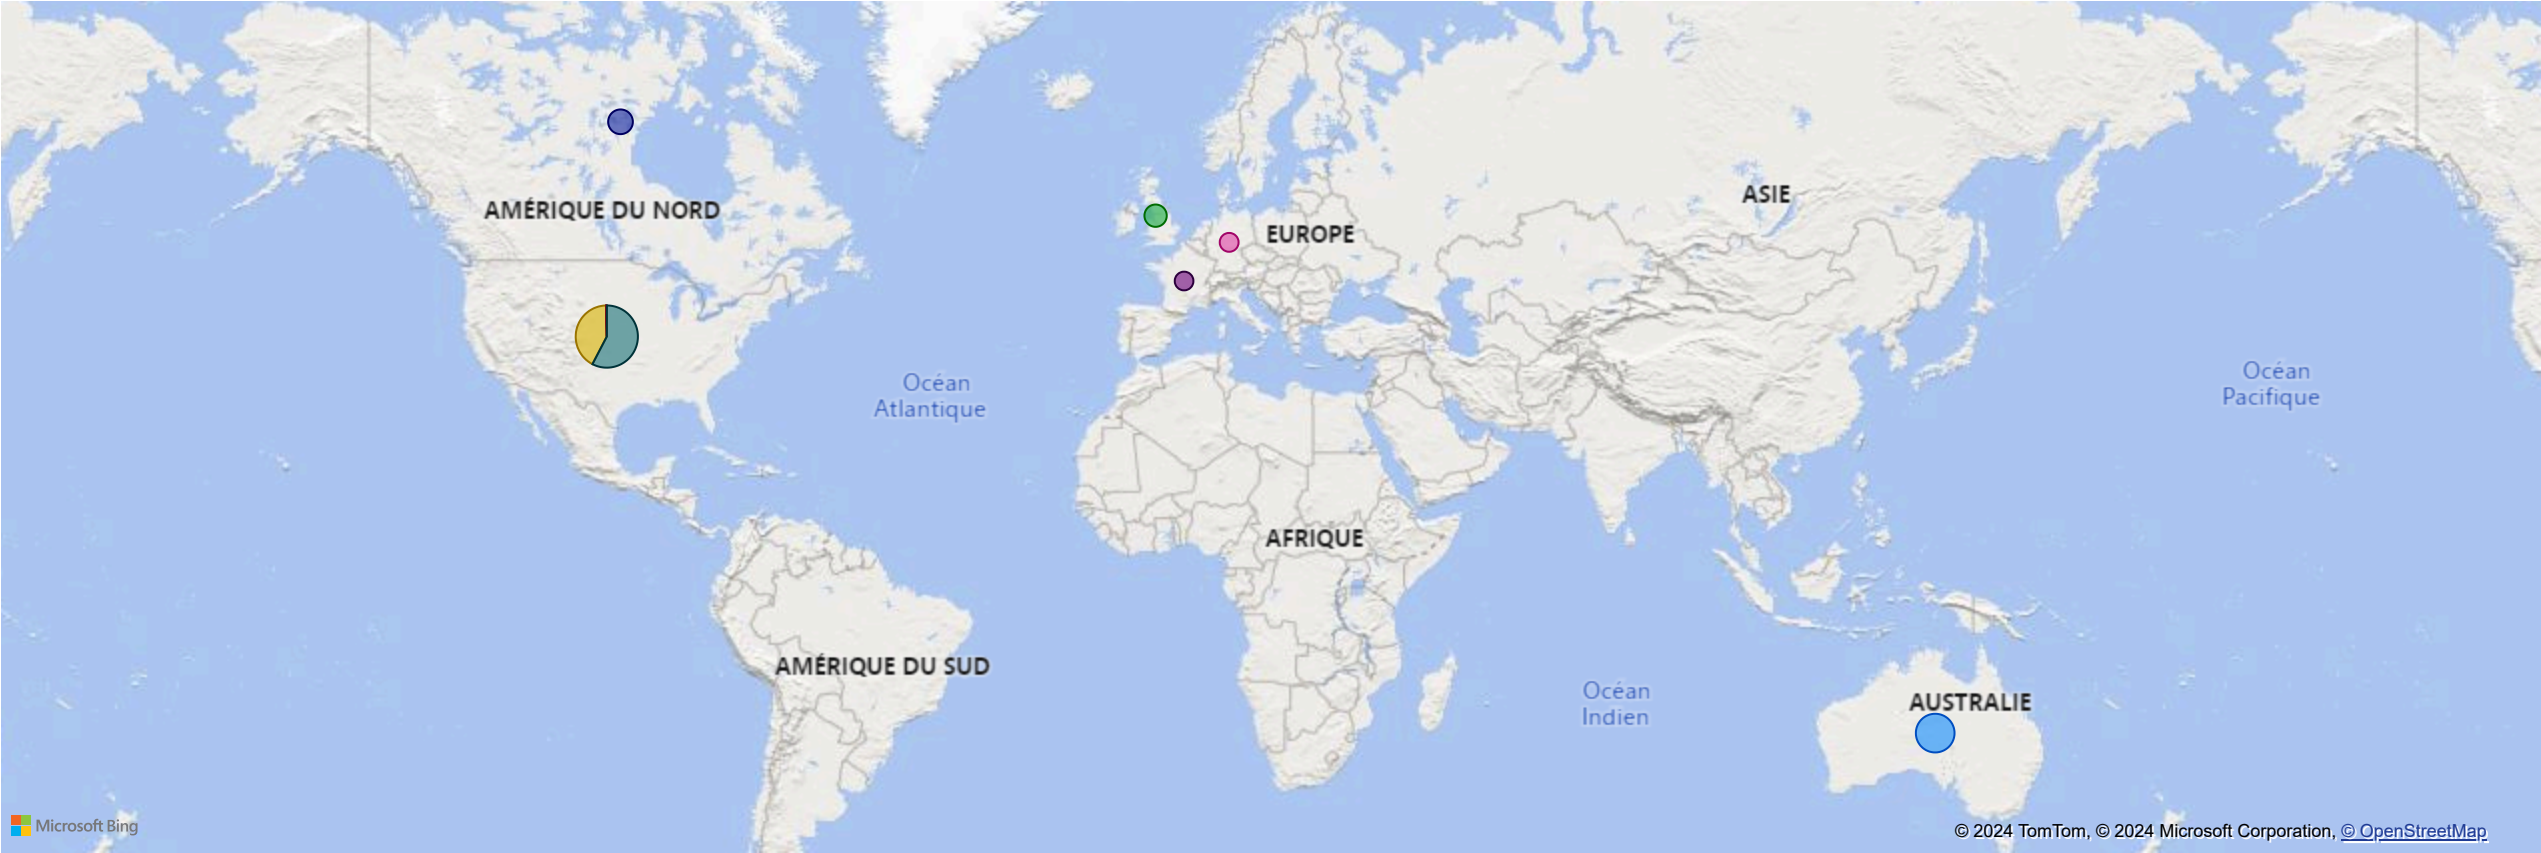 ASIE
AMÉRIQUE DU NORD
EUROPE
Océan
Pacifique
Océan
Atlantique
AFRIQUE
AMÉRIQUE DU SUD
Océan
Indien
AUSTRALIE
Microsoft Bing
© 2024 TomTom, © 2024 Microsoft Corporation, © OpenStreetMap